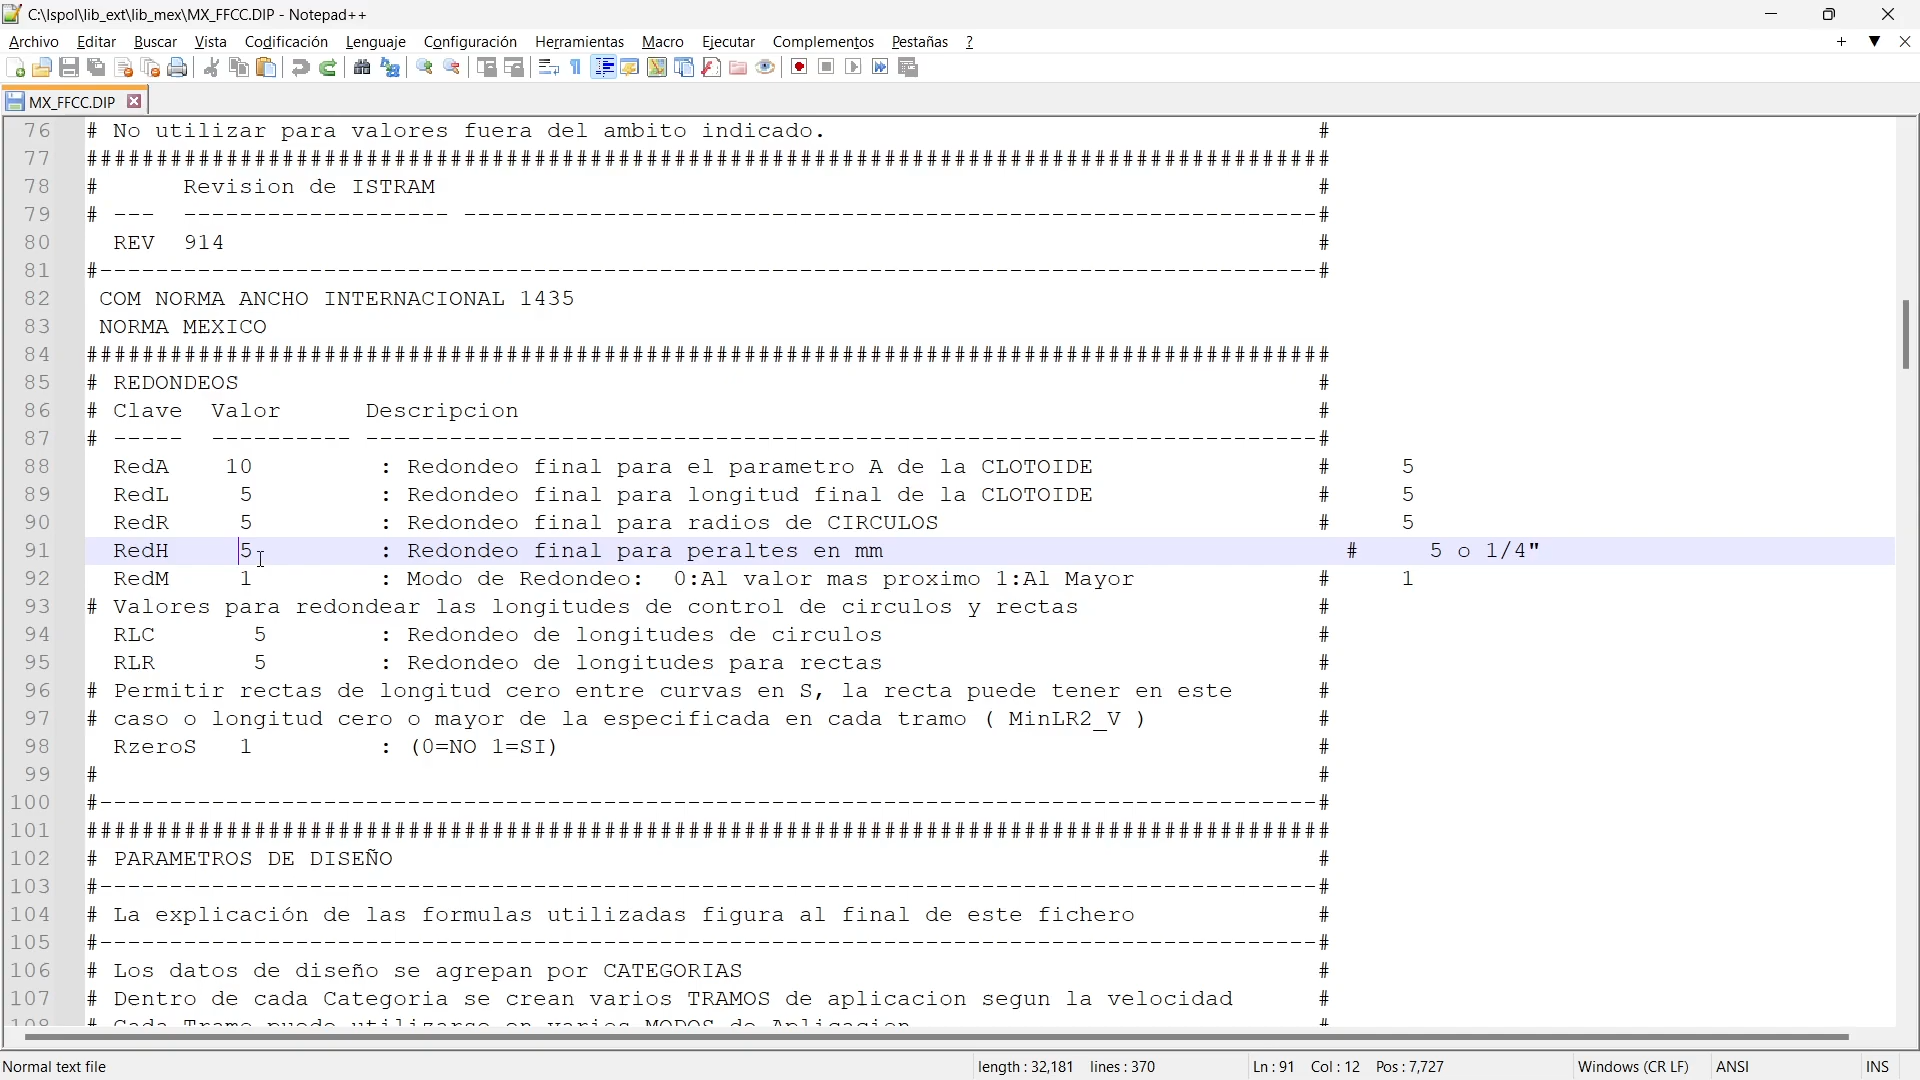 C:\Ispol\lib_ext\lib_mex\MX_FFCC.DIP - Notepad++
Archivo Editar Buscar Vista Codificación Lenguaje Configuración Herramientas Macro Ejecutar Complementos Pestañas ?
MX_FFCC.DIP
76 # No utilizar para valores fuera del ambito indicado. #
77 ########################################################################################
78 # Revision de ISTRAM #
79 # --- ------------------- -------------------------------------------------------------#
80 REV 914 #
81 #---------------------------------------------------------------------------------------#
82 COM NORMA ANCHO INTERNACIONAL 1435
83 NORMA MEXICO
84 ########################################################################################
85 # REDONDEOS #
86 # Clave Valor Descripcion #
87 # ----- ---------- --------------------------------------------------------------------#
88 RedA 10 : Redondeo final para el parametro A de la CLOTOIDE # 5
89 RedL 5 : Redondeo final para longitud final de la CLOTOIDE # 5
90 RedR 5 : Redondeo final para radios de CIRCULOS # 5
91 RedH 5 : Redondeo final para peraltes en mm # 5 o 1/4"
92 RedM 1 : Modo de Redondeo: 0:Al valor mas proximo 1:Al Mayor # 1
93 # Valores para redondear las longitudes de control de circulos y rectas #
94 RLC 5 : Redondeo de longitudes de circulos #
95 RLR 5 : Redondeo de longitudes para rectas #
96 # Permitir rectas de longitud cero entre curvas en S, la recta puede tener en este #
97 # caso o longitud cero o mayor de la especificada en cada tramo ( MinLR2_V ) #
98 RzeroS 1 : (0=NO 1=SI) #
99 # #
100 #---------------------------------------------------------------------------------------#
101 ########################################################################################
102 # PARAMETROS DE DISEÑO #
103 #---------------------------------------------------------------------------------------#
104 # La explicación de las formulas utilizadas figura al final de este fichero #
105 #---------------------------------------------------------------------------------------#
106 # Los datos de diseño se agrepan por CATEGORIAS #
107 # Dentro de cada Categoria se crean varios TRAMOS de aplicacion segun la velocidad #
108 # Cada Tramo puede utilizarse en varios MODOS de Aplicacion #
Normal text file length : 32,181 lines : 370 Ln : 91 Col : 12 Pos : 7,727 Windows (CR LF) ANSI INS